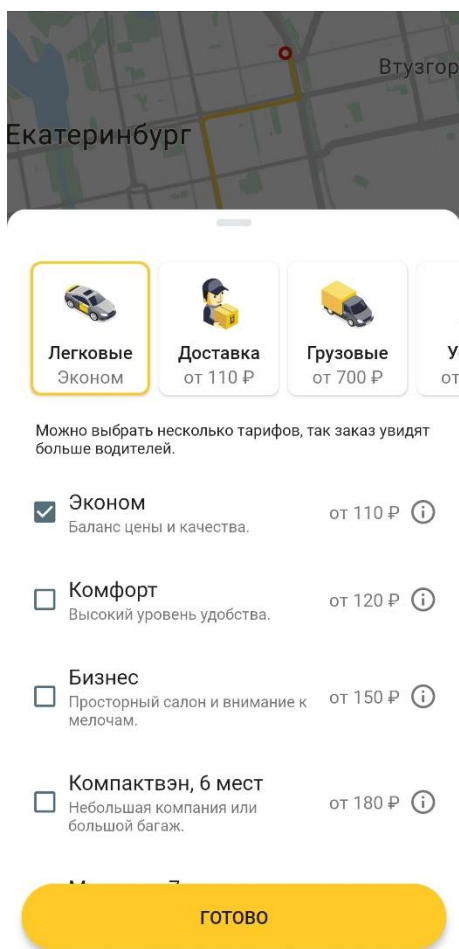 Втузгор
Екатеринбург
Легковые
Эконом
Доставка
от 110 ₽
Грузовые
от 700 ₽
от
Можно выбрать несколько тарифов, так заказ увидят
больше водителей.
Эконом
Баланс цены и качества.
от 110 ₽
Комфорт
Высокий уровень удобства.
от 120 ₽
Бизнес
Просторный салон и внимание к
мелочам.
от 150 ₽
Компактвэн, 6 мест
Небольшая компания или
большой багаж.
от 180 ₽
ГОТОВО